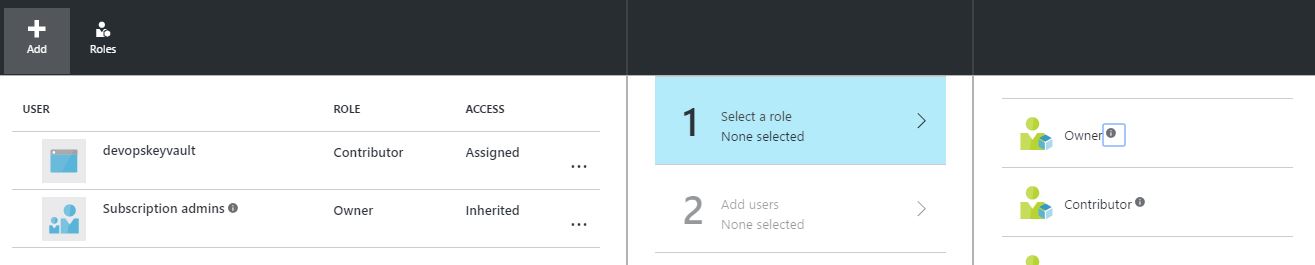 Add
Roles
USER ROLE ACCESS
devopskeyvault Contributor Assigned ...
Subscription admins Owner Inherited ...
1 Select a role
None selected
2 Add users
None selected
Owner
Contributor